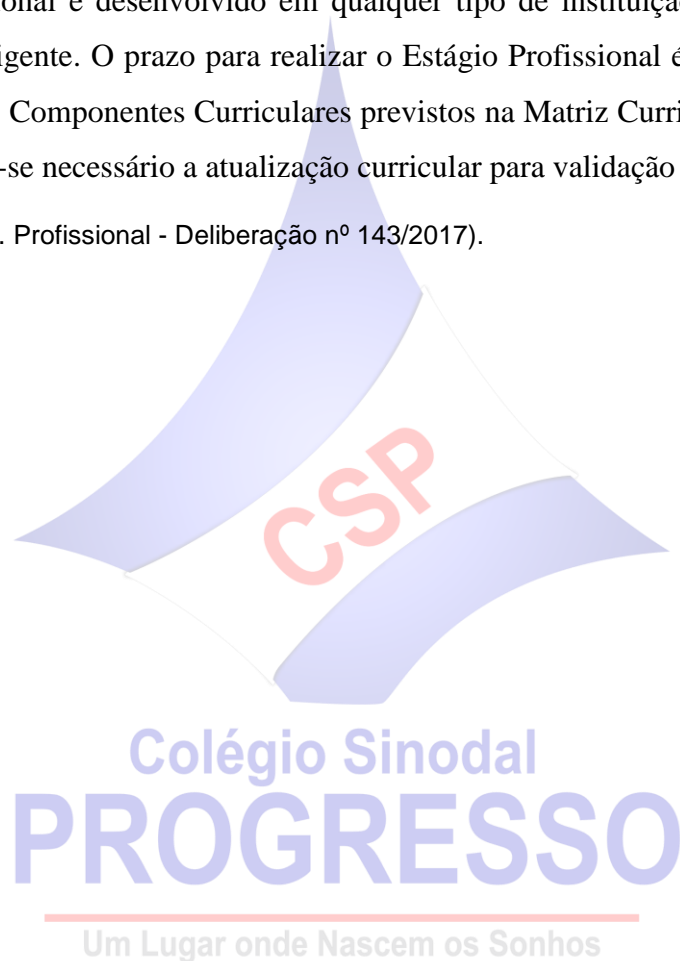 onal é desenvolvido em qualquer tipo de instituiçã
igente. O prazo para realizar o Estágio Profissional é
Componentes Curriculares previstos na Matriz Curri
-se necessário a atualização curricular para validação
. Profissional - Deliberação nº 143/2017).
CSP
Colégio Sinodal
PROGRESSO
Um Lugar onde Nascem os Sonhos